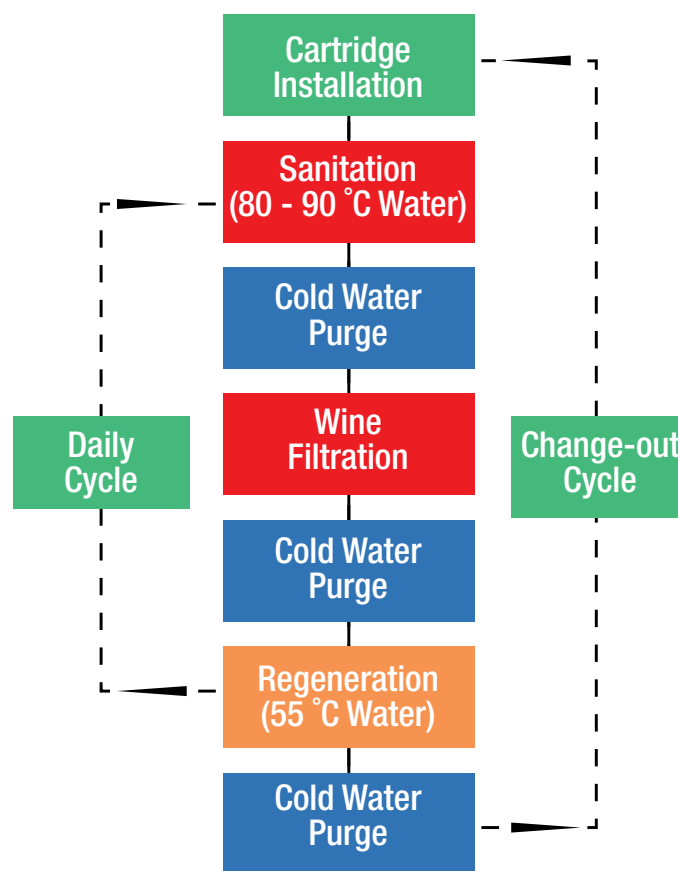 Cartridge
Installation
Sanitation
(80 - 90 °C Water)
Cold Water
Purge
Wine
Filtration
Daily
Cycle
Change-out
Cycle
Cold Water
Purge
Regeneration
(55 °C Water)
Cold Water
Purge